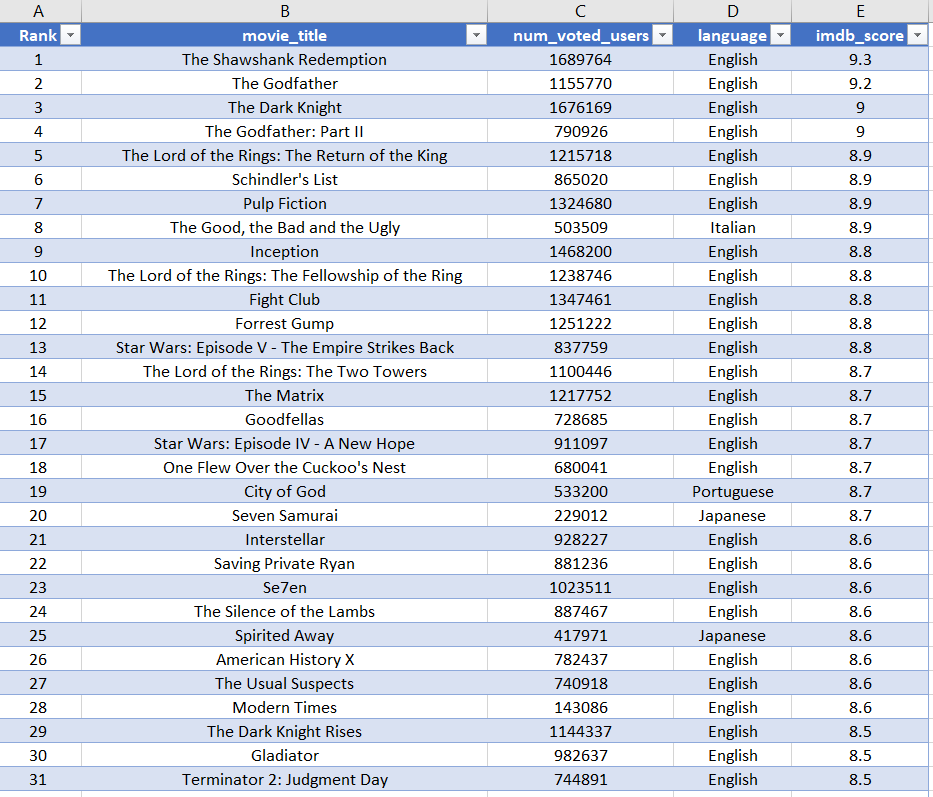 A B C D E
Rank movie_title num_voted_users language imdb_score
1 The Shawshank Redemption 1689764 English 9.3
2 The Godfather 1155770 English 9.2
3 The Dark Knight 1676169 English 9
4 The Godfather: Part II 790926 English 9
5 The Lord of the Rings: The Return of the King 1215718 English 8.9
6 Schindler's List 865020 English 8.9
7 Pulp Fiction 1324680 English 8.9
8 The Good, the Bad and the Ugly 503509 Italian 8.9
9 Inception 1468200 English 8.8
10 The Lord of the Rings: The Fellowship of the Ring 1238746 English 8.8
11 Fight Club 1347461 English 8.8
12 Forrest Gump 1251222 English 8.8
13 Star Wars: Episode V - The Empire Strikes Back 837759 English 8.8
14 The Lord of the Rings: The Two Towers 1100446 English 8.7
15 The Matrix 1217752 English 8.7
16 Goodfellas 728685 English 8.7
17 Star Wars: Episode IV - A New Hope 911097 English 8.7
18 One Flew Over the Cuckoo's Nest 680041 English 8.7
19 City of God 533200 Portuguese 8.7
20 Seven Samurai 229012 Japanese 8.7
21 Interstellar 928227 English 8.6
22 Saving Private Ryan 881236 English 8.6
23 Se7en 1023511 English 8.6
24 The Silence of the Lambs 887467 English 8.6
25 Spirited Away 417971 Japanese 8.6
26 American History X 782437 English 8.6
27 The Usual Suspects 740918 English 8.6
28 Modern Times 143086 English 8.6
29 The Dark Knight Rises 1144337 English 8.5
30 Gladiator 982637 English 8.5
31 Terminator 2: Judgment Day 744891 English 8.5